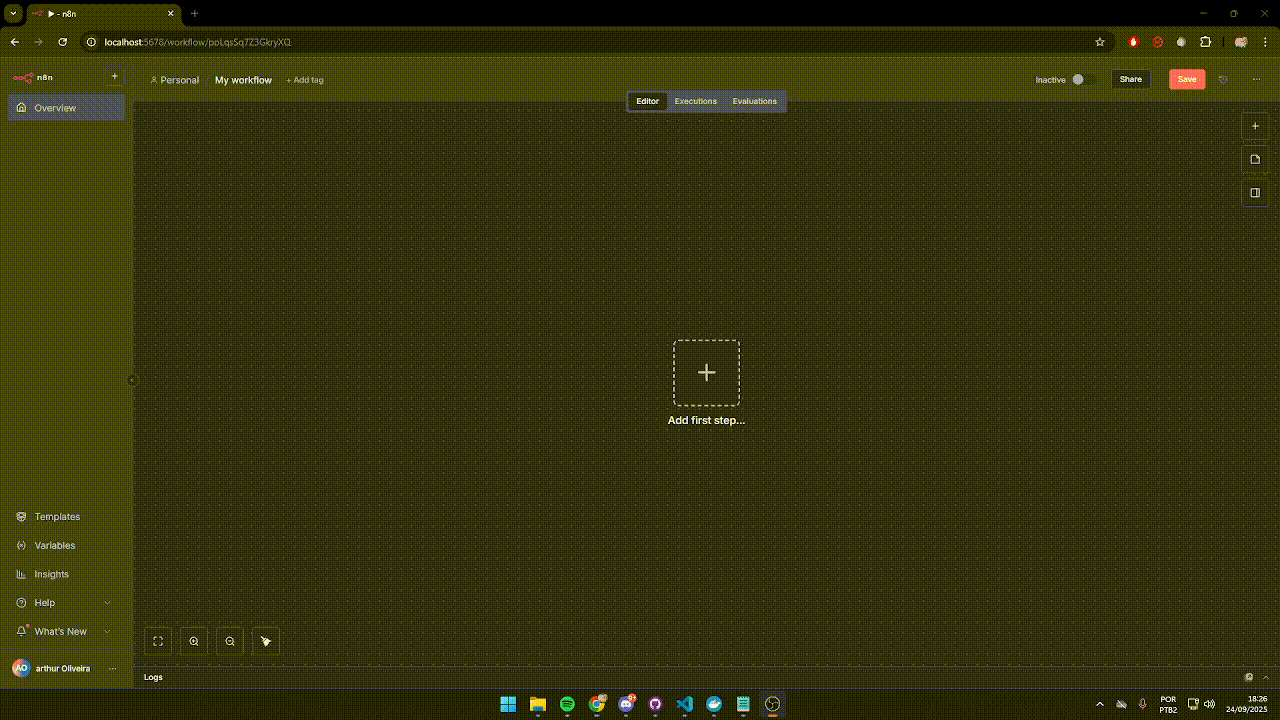 ▶ - n8n
localhost:5678/workflow/poLqsSq7Z3GkryXQ
n8n
Personal / My workflow + Add tag
Inactive
Share
Save
Editor
Executions
Evaluations
Overview
Add first step...
Templates
Variables
Insights
Help
What's New
AO arthur Oliveira
Logs
9+
POR
PTB2
18:26
24/09/2025